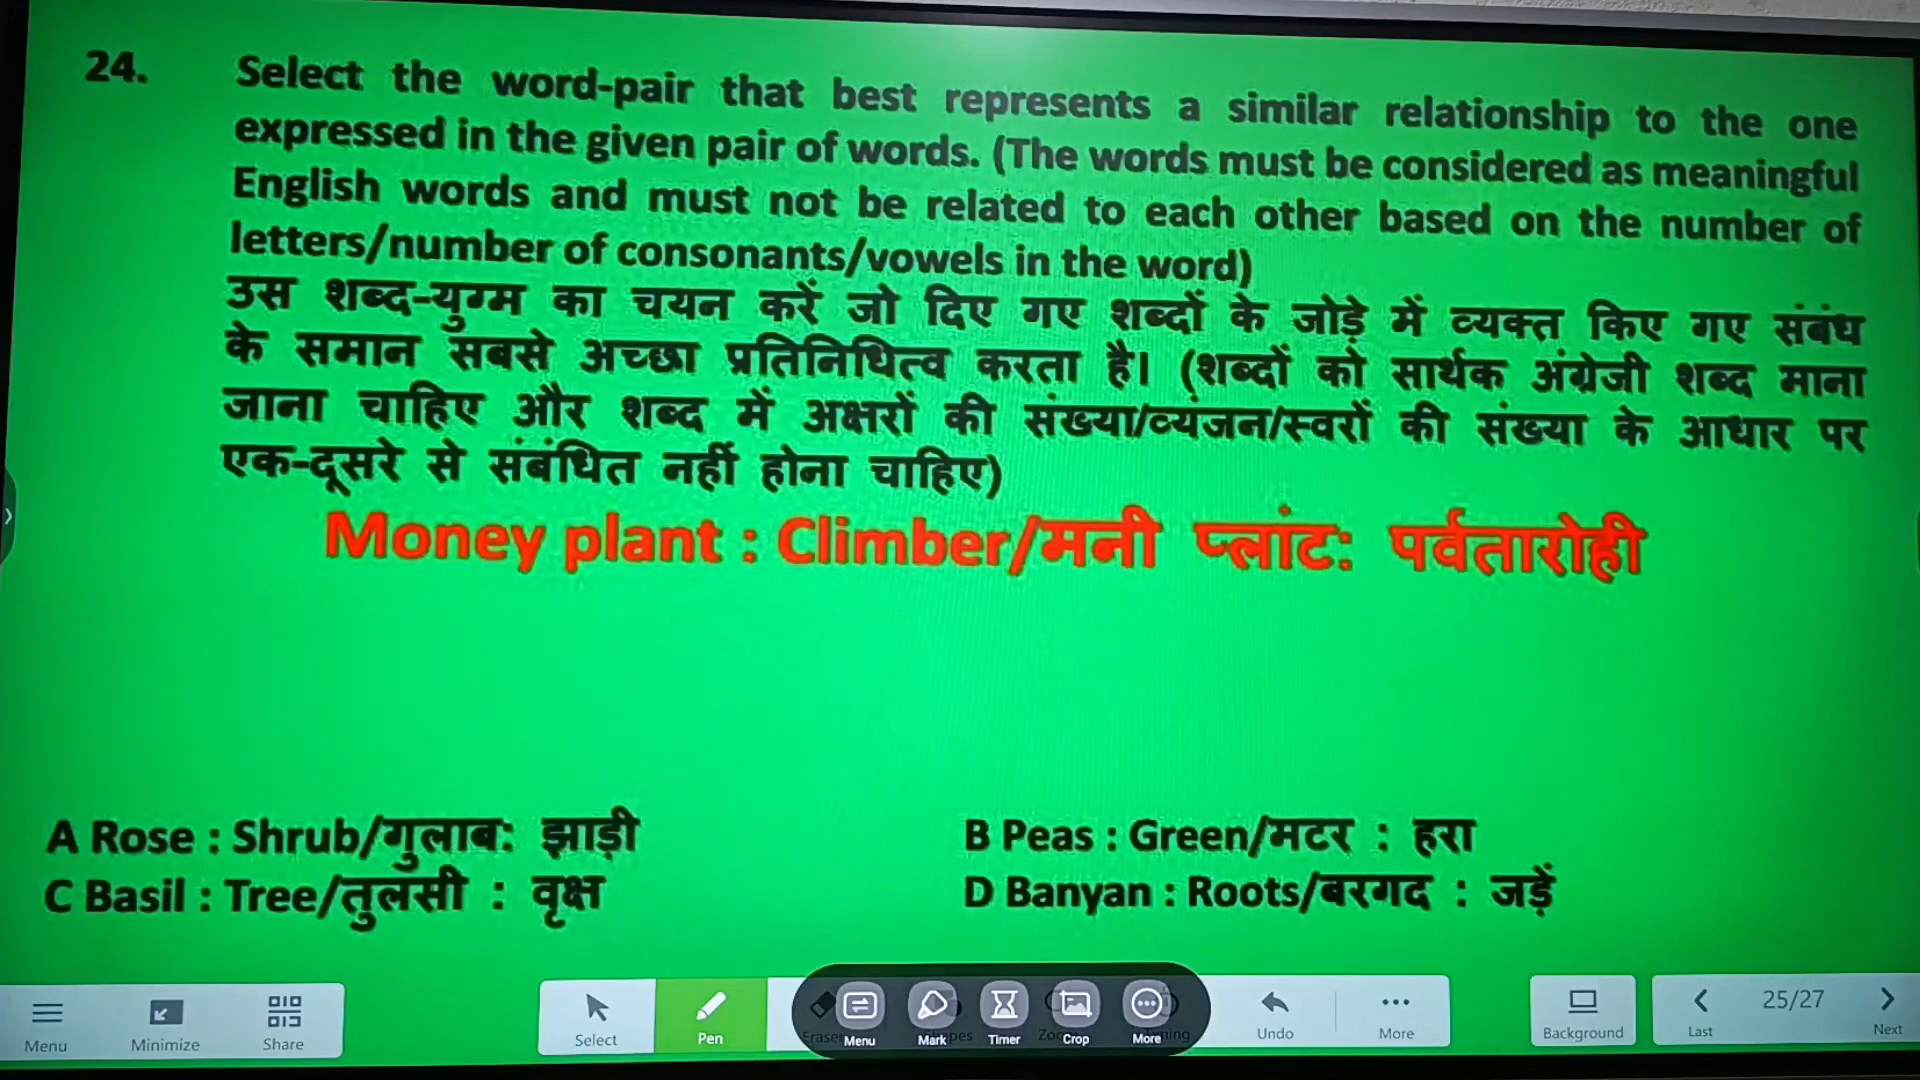 24. Select the word-pair that best represents a similar relationship to the one
expressed in the given pair of words. (The words must be considered as meaningful
English words and must not be related to each other based on the number of
letters/number of consonants/vowels in the word)
उस शब्द-युग्म का चयन करें जो दिए गए शब्दों के जोड़े में व्यक्त किए गए संबंध
के समान सबसे अच्छा प्रतिनिधित्व करता है। (शब्दों को सार्थक अंग्रेजी शब्द माना
जाना चाहिए और शब्द में अक्षरों की संख्या/व्यंजन/स्वरों की संख्या के आधार पर
एक-दूसरे से संबंधित नहीं होना चाहिए)
Money plant : Climber/मनी प्लांट: पर्वतारोही
A Rose : Shrub/गुलाब: झाड़ी B Peas : Green/मटर : हरा
C Basil : Tree/तुलसी : वृक्ष D Banyan : Roots/बरगद : जड़ें
Menu Minimize Share Select Pen Menu Mark Timer Crop More Undo More Background Last 25/27 Next